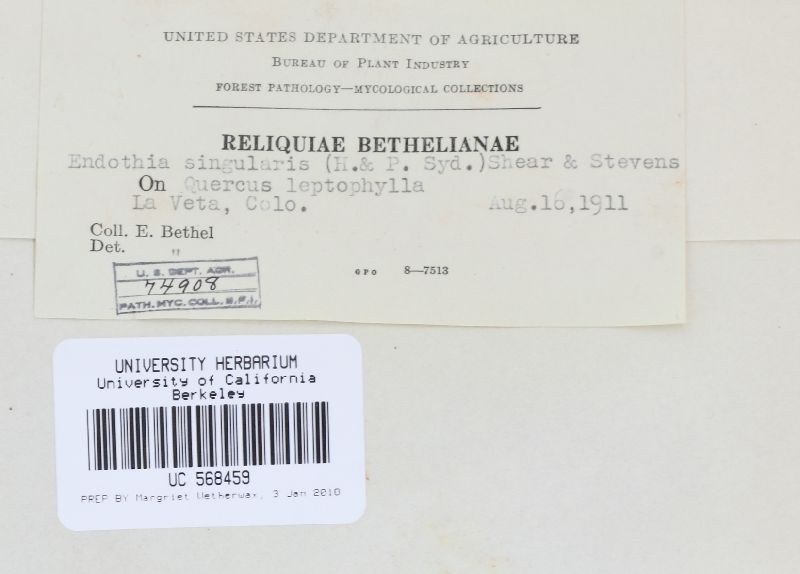 UNITED STATES DEPARTMENT OF AGRICULTURE
BUREAU OF PLANT INDUSTRY
FOREST PATHOLOGY—MYCOLOGICAL COLLECTIONS
RELIQUIAE BETHELIANAE
Endothia singularis (H.& P. Syd.)Shear & Stevens
On Quercus leptophylla
La Veta, Colo. Aug.16,1911
Coll. E. Bethel
Det. "
GPO 8—7513
U. S. DEPT. AGR.
74908
PATH. MYC. COLL. B.P.I.
UNIVERSITY HERBARIUM
University of California
Berkeley
UC 568459
PREP BY Margriet Wetherwax, 3 Jan 2010